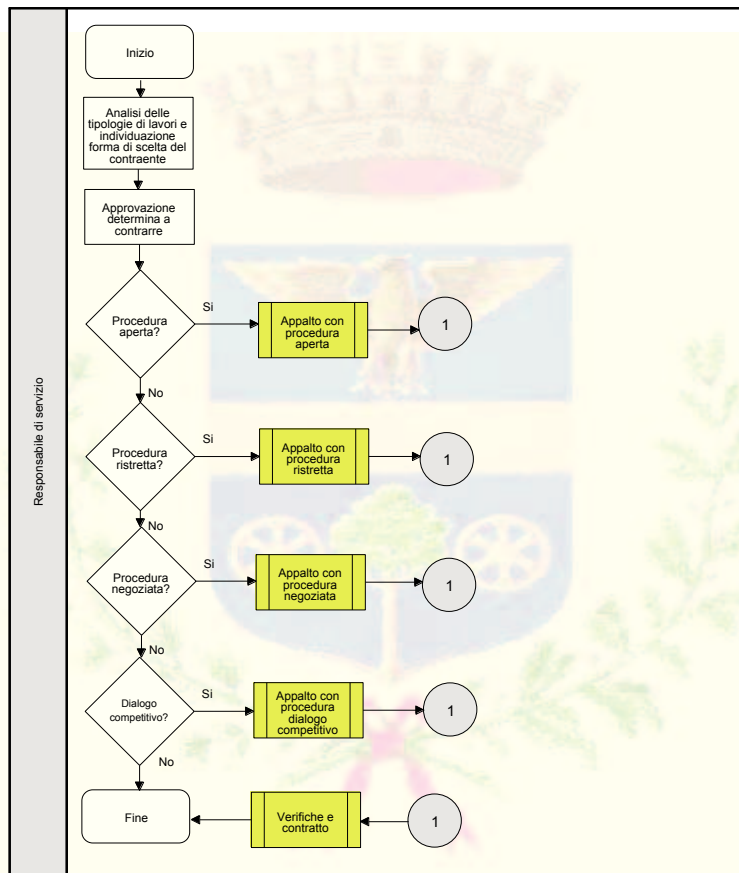 Responsabile di servizio
Inizio
Analisi delle
tipologie di lavori e
individuazione
forma di scelta del
contraente
Approvazione
determina a
contrarre
Procedura
aperta?
Si
Appalto con
procedura
aperta
1
No
Procedura
ristretta?
Si
Appalto con
procedura
ristretta
1
No
Procedura
negoziata?
Si
Appalto con
procedura
negoziata
1
No
Dialogo
competitivo?
Si
Appalto con
procedura
dialogo
competitivo
1
No
Fine
Verifiche e
contratto
1